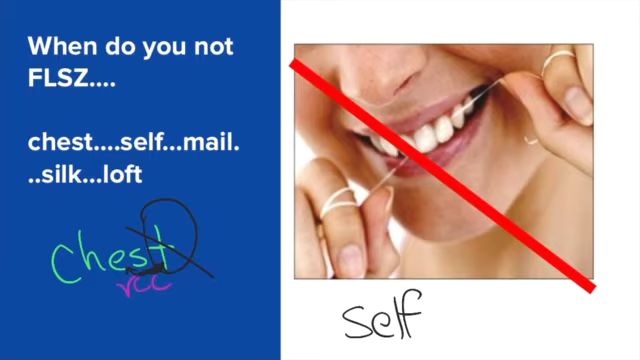 When do you not
FLSZ....
chest....self...mail.
..silk...loft
chest
vcc
self